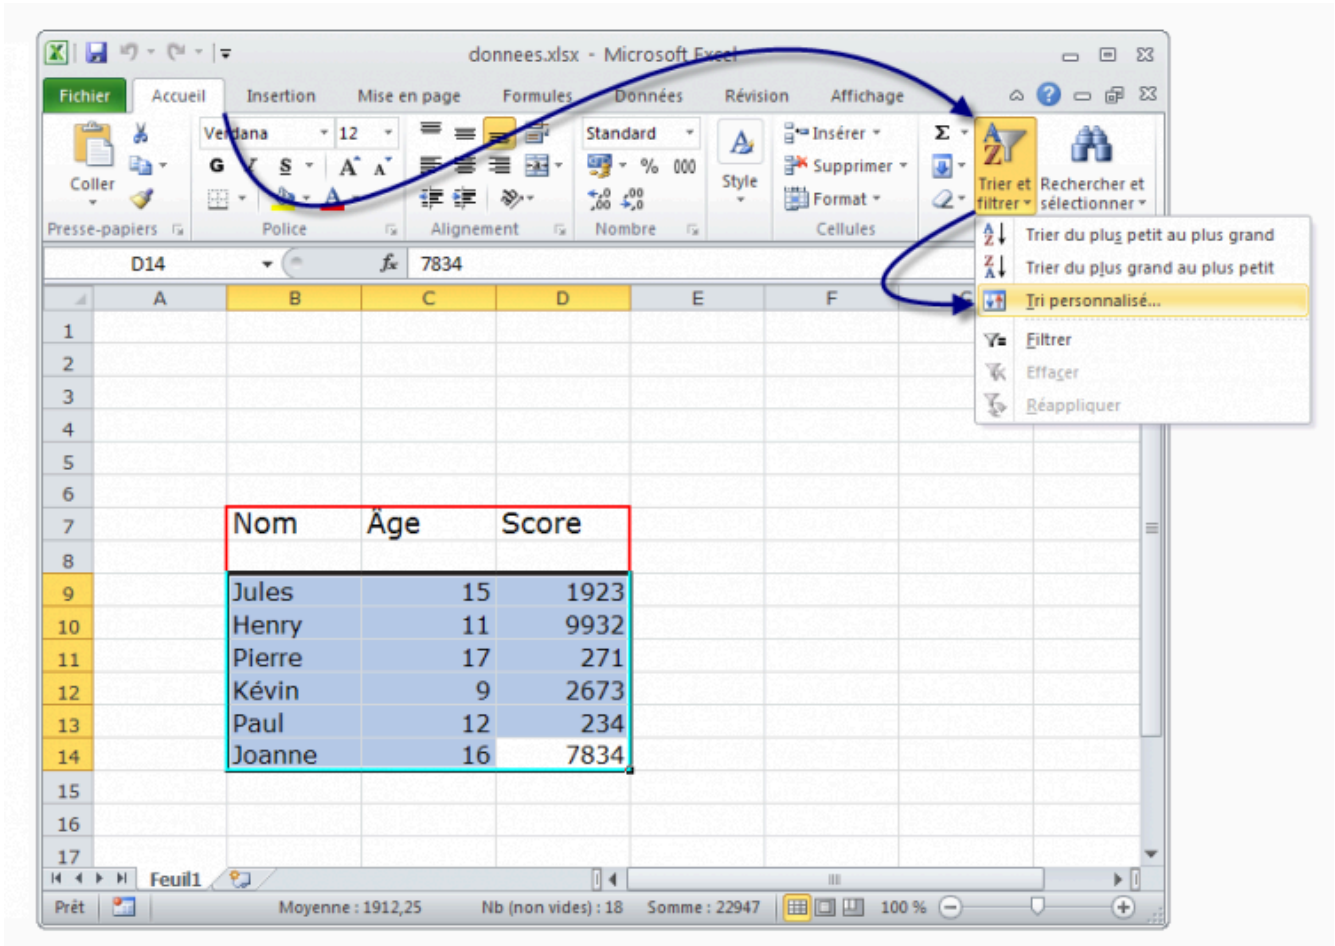 donnees.xlsx - Microsoft Excel
Fichier Accueil Insertion Mise en page Formules Données Révision Affichage
Verdana 12 Standard Insérer Σ
G I S A A % 000 Supprimer
Coller Style Trier et filtrer Rechercher et sélectionner
A ,00 ,0 Format
Presse-papiers Police Alignement Nombre Cellules
D14 fx 7834
Trier du plus petit au plus grand
Trier du plus grand au plus petit
Tri personnalisé...
Filtrer
Effacer
Réappliquer
A B C D E F G
1
2
3
4
5
6
7 Nom Âge Score
8
9 Jules 15 1923
10 Henry 11 9932
11 Pierre 17 271
12 Kévin 9 2673
13 Paul 12 234
14 Joanne 16 7834
15
16
17
Feuil1
Prêt Moyenne : 1912,25 Nb (non vides) : 18 Somme : 22947 100 %